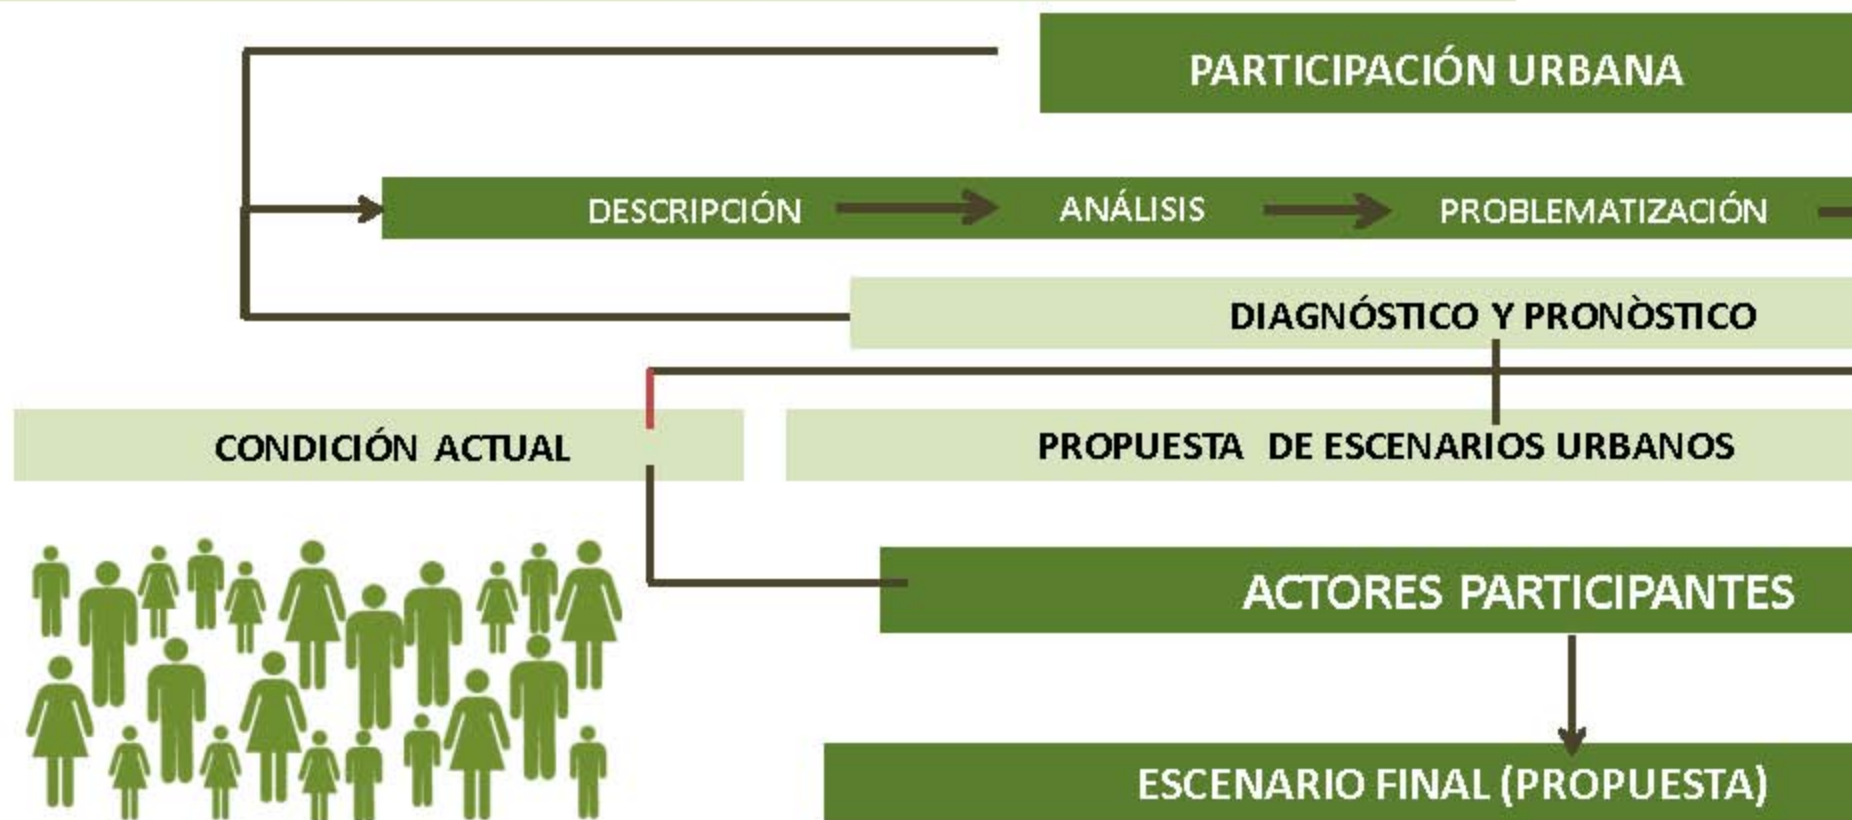 PARTICIPACIÓN URBANA
DESCRIPCIÓN ANÁLISIS PROBLEMATIZACIÓN
DIAGNÓSTICO Y PRONÒSTICO
CONDICIÓN ACTUAL
PROPUESTA DE ESCENARIOS URBANOS
ACTORES PARTICIPANTES
ESCENARIO FINAL (PROPUESTA)